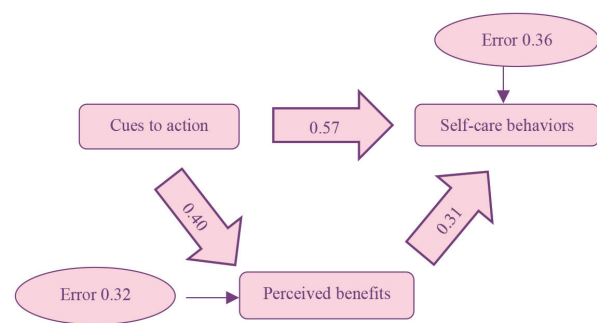 Error 0.36
Cues to action
0.57
Self-care behaviors
0.40
0.31
Error 0.32
Perceived benefits